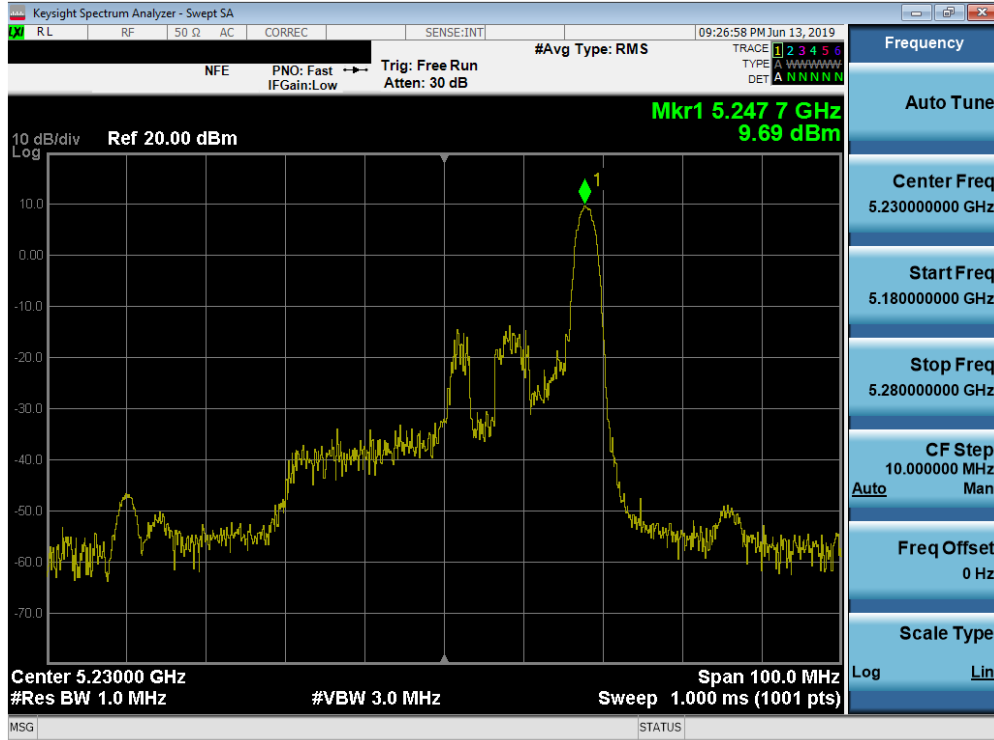 Keysight Spectrum Analyzer - Swept SA
LXI RL RF 50 Ω AC CORREC SENSE:INT 09:26:58 PM Jun 13, 2019
#Avg Type: RMS
TRACE 1 2 3 4 5 6
TYPE A WWWWW
DET A N N N N N
NFE
PNO: Fast
IFGain:Low
Trig: Free Run
Atten: 30 dB
Mkr1 5.247 7 GHz
9.69 dBm
10 dB/div
Log
Ref 20.00 dBm
1
10.0
0.00
-10.0
-20.0
-30.0
-40.0
-50.0
-60.0
-70.0
Center 5.23000 GHz
Span 100.0 MHz
#Res BW 1.0 MHz
#VBW 3.0 MHz
Sweep 1.000 ms (1001 pts)
MSG
STATUS
Frequency
Auto Tune
Center Freq
5.230000000 GHz
Start Freq
5.180000000 GHz
Stop Freq
5.280000000 GHz
CF Step
10.000000 MHz
Auto Man
Freq Offset
0 Hz
Scale Type
Log Lin